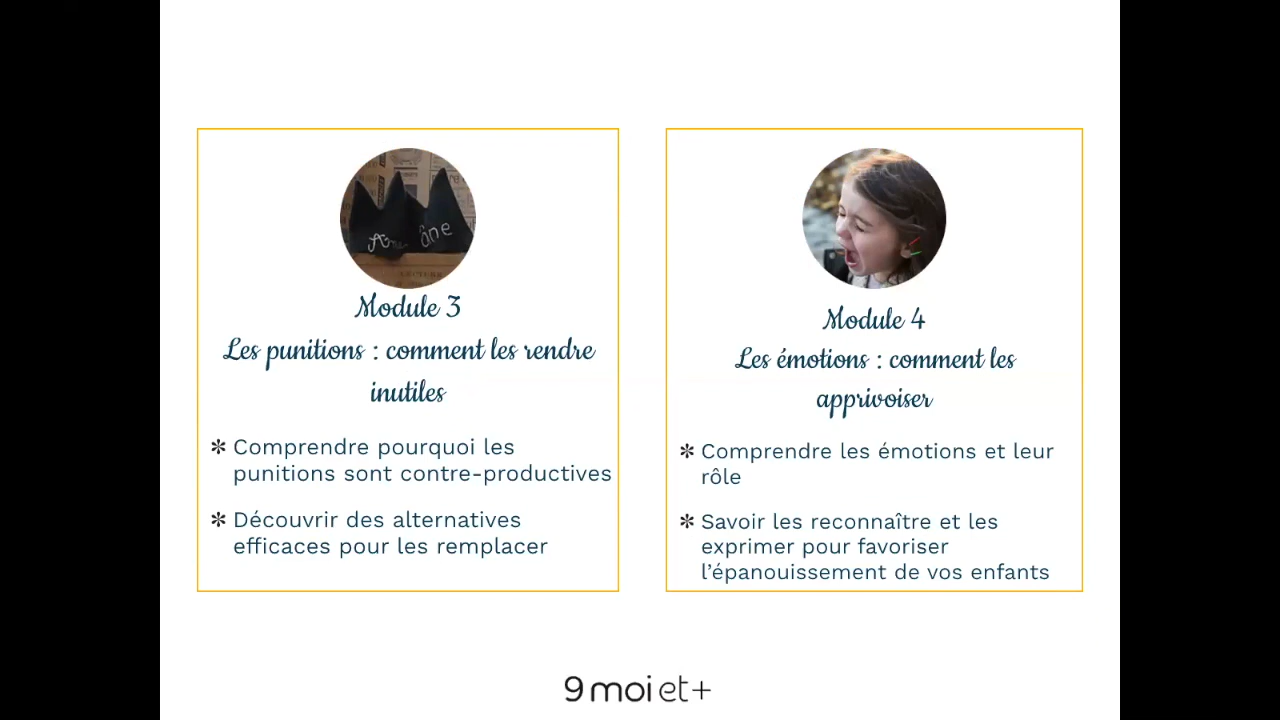 Ane
âne
Module 3
Les punitions : comment les rendre
inutiles
✻ Comprendre pourquoi les
punitions sont contre-productives
✻ Découvrir des alternatives
efficaces pour les remplacer
Module 4
Les émotions : comment les
apprivoiser
✻ Comprendre les émotions et leur
rôle
✻ Savoir les reconnaître et les
exprimer pour favoriser
l’épanouissement de vos enfants
9 moi et+